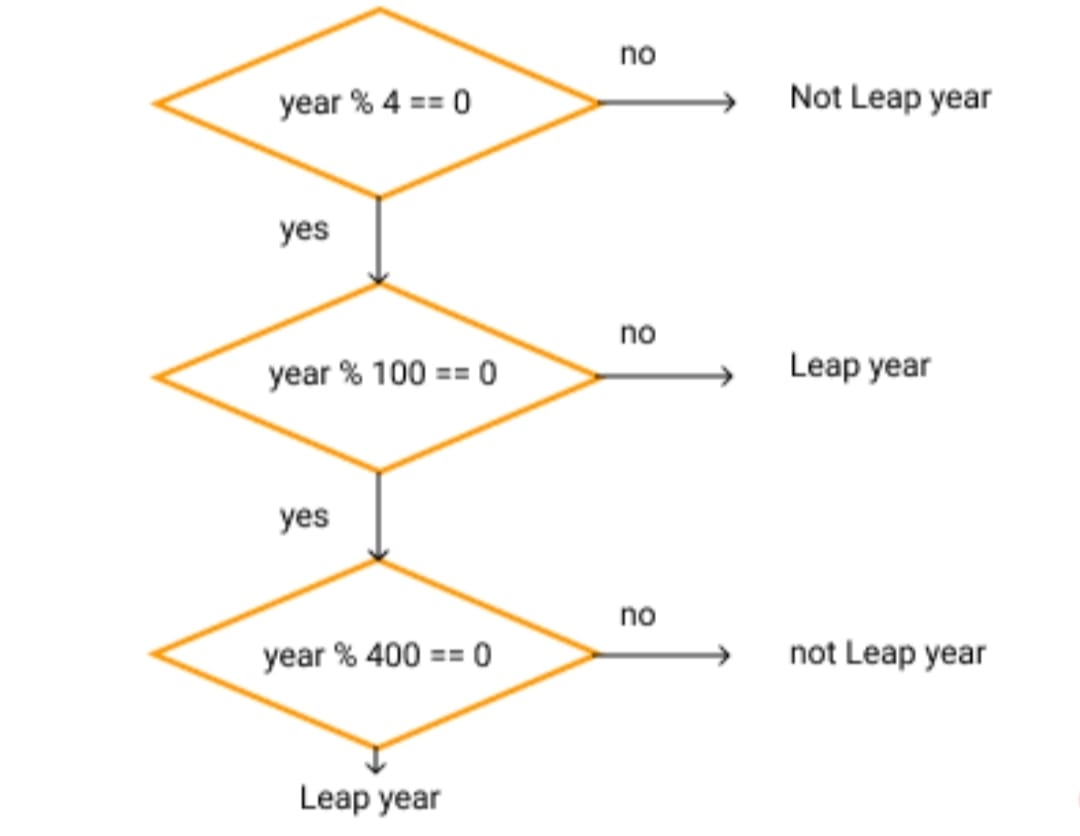 no
year % 4 == 0
Not Leap year
yes
no
year % 100 == 0
Leap year
yes
no
year % 400 == 0
not Leap year
Leap year